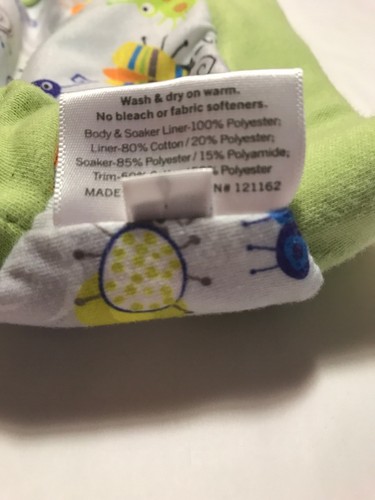 Wash & dry on warm.
No bleach or fabric softeners.
Body & Soaker Liner-100% Polyester;
Liner-80% Cotton / 20% Polyester;
Soaker-85% Polyester / 15% Polyamide;
Trim-60% Polyester;
MADE N# 121162